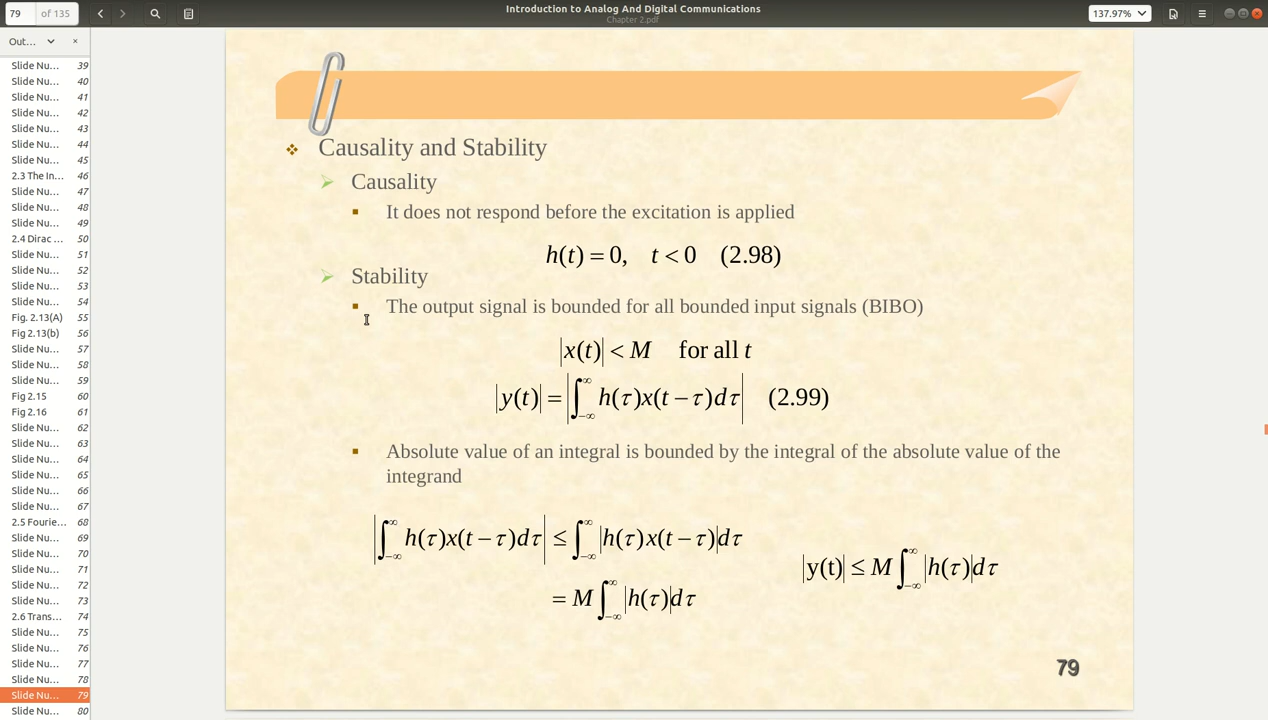 79 of 135
Introduction to Analog And Digital Communications
Chapter 2.pdf
137.97%
Out...
Slide Nu... 39
Slide Nu... 40
Slide Nu... 41
Slide Nu... 42
Slide Nu... 43
Slide Nu... 44
Slide Nu... 45
2.3 The In... 46
Slide Nu... 47
Slide Nu... 48
Slide Nu... 49
2.4 Dirac ... 50
Slide Nu... 51
Slide Nu... 52
Slide Nu... 53
Slide Nu... 54
Fig. 2.13(A) 55
Fig 2.13(b) 56
Slide Nu... 57
Slide Nu... 58
Slide Nu... 59
Fig 2.15 60
Fig 2.16 61
Slide Nu... 62
Slide Nu... 63
Slide Nu... 64
Slide Nu... 65
Slide Nu... 66
Slide Nu... 67
2.5 Fourie... 68
Slide Nu... 69
Slide Nu... 70
Slide Nu... 71
Slide Nu... 72
Slide Nu... 73
2.6 Trans... 74
Slide Nu... 75
Slide Nu... 76
Slide Nu... 77
Slide Nu... 78
Slide Nu... 79
Slide Nu... 80
Causality and Stability
Causality
It does not respond before the excitation is applied
h(t) = 0, t < 0 (2.98)
Stability
The output signal is bounded for all bounded input signals (BIBO)
|x(t)| < M for all t
|y(t)| = |∫_{-∞}^{∞} h(τ)x(t − τ)dτ| (2.99)
Absolute value of an integral is bounded by the integral of the absolute value of the
integrand
|∫_{-∞}^{∞} h(τ)x(t − τ)dτ| ≤ ∫_{-∞}^{∞} |h(τ)x(t − τ)|dτ
= M ∫_{-∞}^{∞} |h(τ)|dτ
|y(t)| ≤ M ∫_{-∞}^{∞} |h(τ)|dτ
79